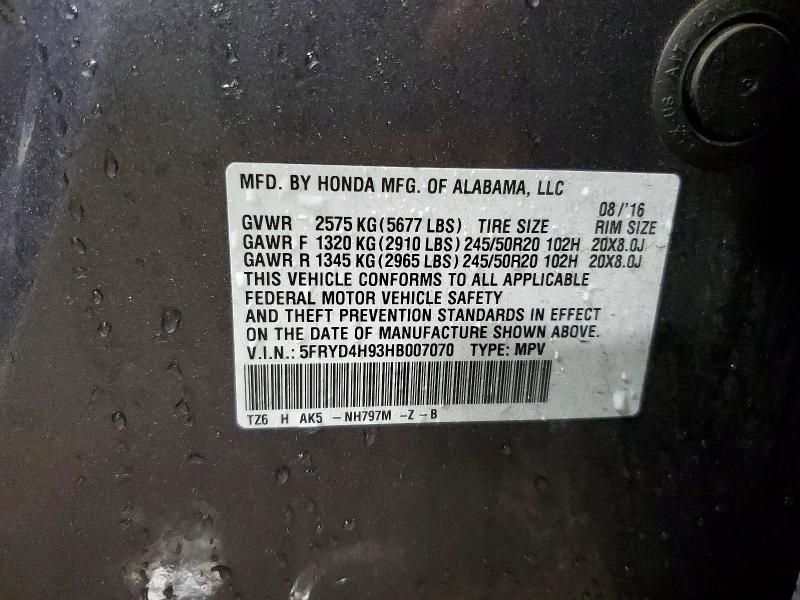 MFD. BY HONDA MFG. OF ALABAMA, LLC
08/'16
GVWR 2575 KG(5677 LBS) TIRE SIZE RIM SIZE
GAWR F 1320 KG(2910 LBS) 245/50R20 102H 20X8.0J
GAWR R 1345 KG(2965 LBS) 245/50R20 102H 20X8.0J
THIS VEHICLE CONFORMS TO ALL APPLICABLE
FEDERAL MOTOR VEHICLE SAFETY
AND THEFT PREVENTION STANDARDS IN EFFECT
ON THE DATE OF MANUFACTURE SHOWN ABOVE.
V.I.N.: 5FRYD4H93HB007070 TYPE: MPV
TZ6 H AK5 -NH797M -Z-B